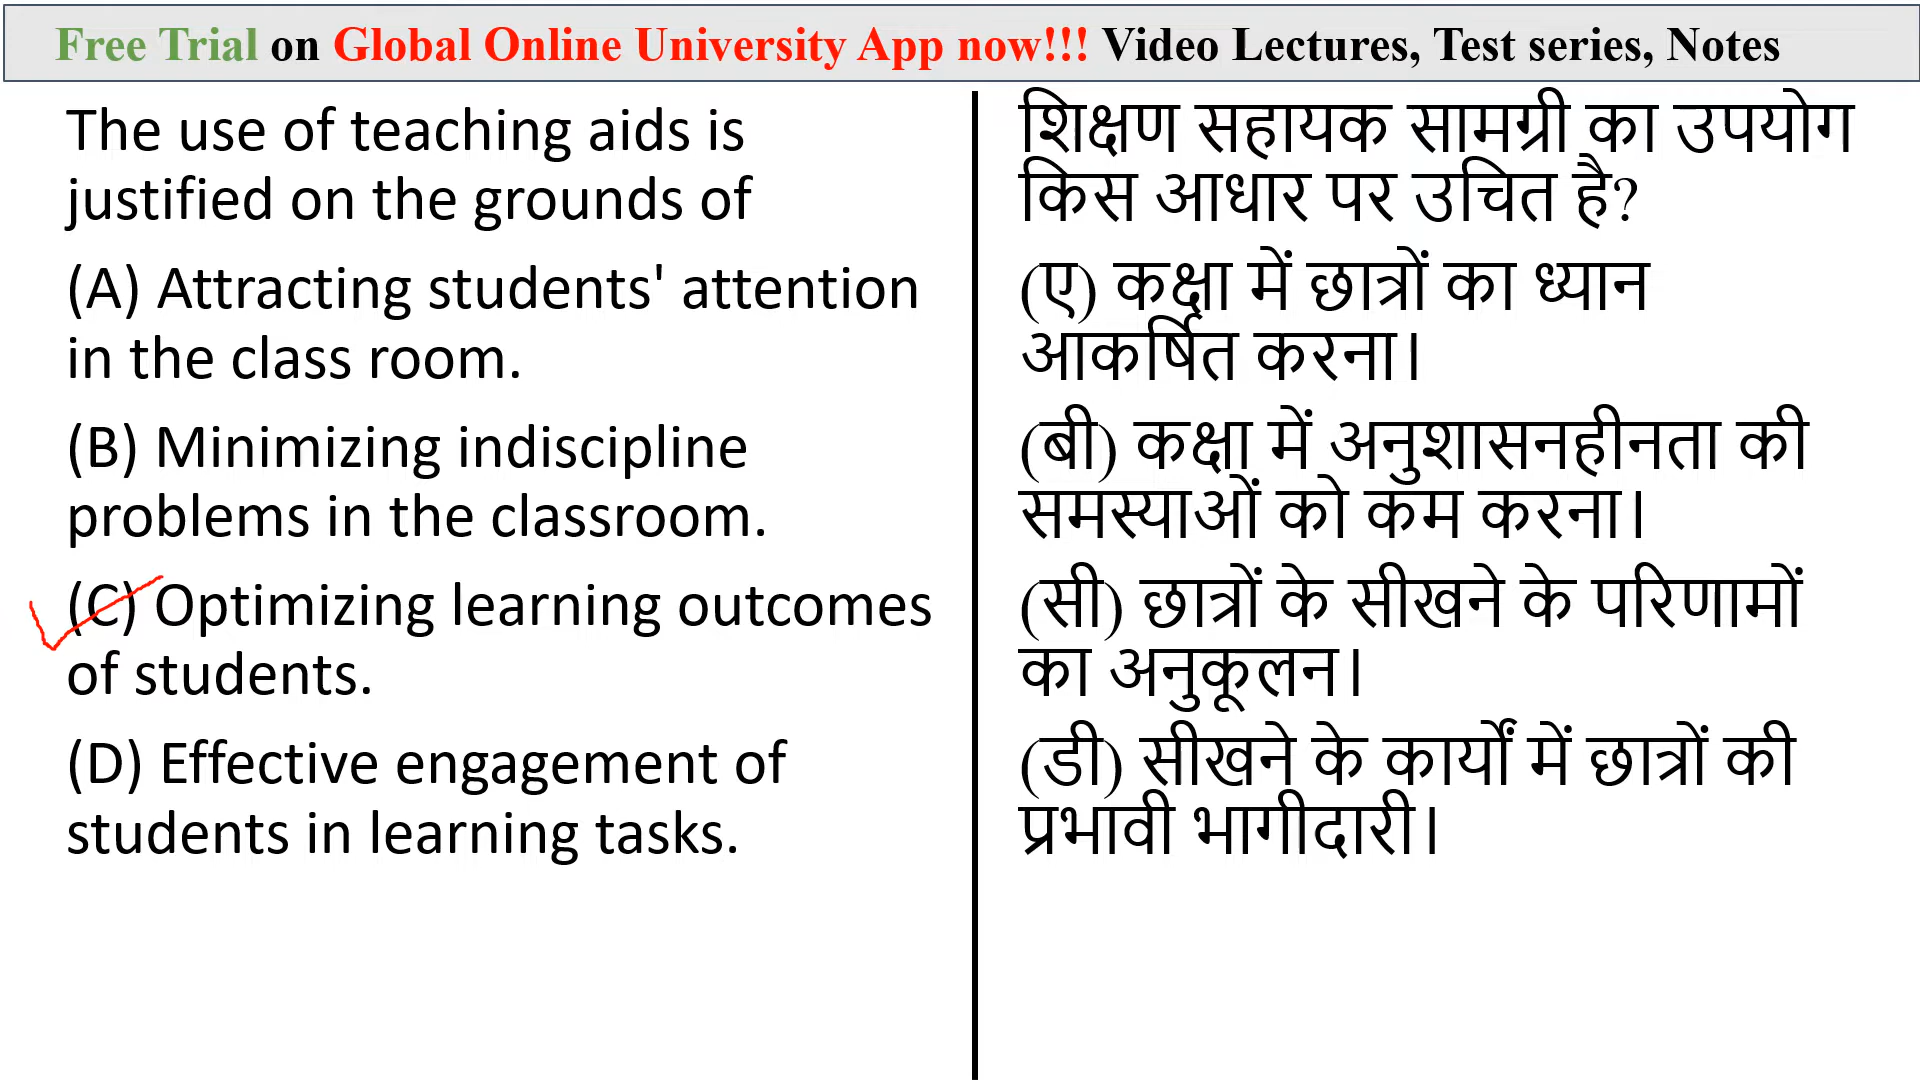 Free Trial on Global Online University App now!!! Video Lectures, Test series, Notes
The use of teaching aids is
justified on the grounds of
(A) Attracting students' attention
in the class room.
(B) Minimizing indiscipline
problems in the classroom.
(C) Optimizing learning outcomes
of students.
(D) Effective engagement of
students in learning tasks.
शिक्षण सहायक सामग्री का उपयोग
किस आधार पर उचित है?
(ए) कक्षा में छात्रों का ध्यान
आकर्षित करना।
(बी) कक्षा में अनुशासनहीनता की
समस्याओं को कम करना।
(सी) छात्रों के सीखने के परिणामों
का अनुकूलन।
(डी) सीखने के कार्यों में छात्रों की
प्रभावी भागीदारी।